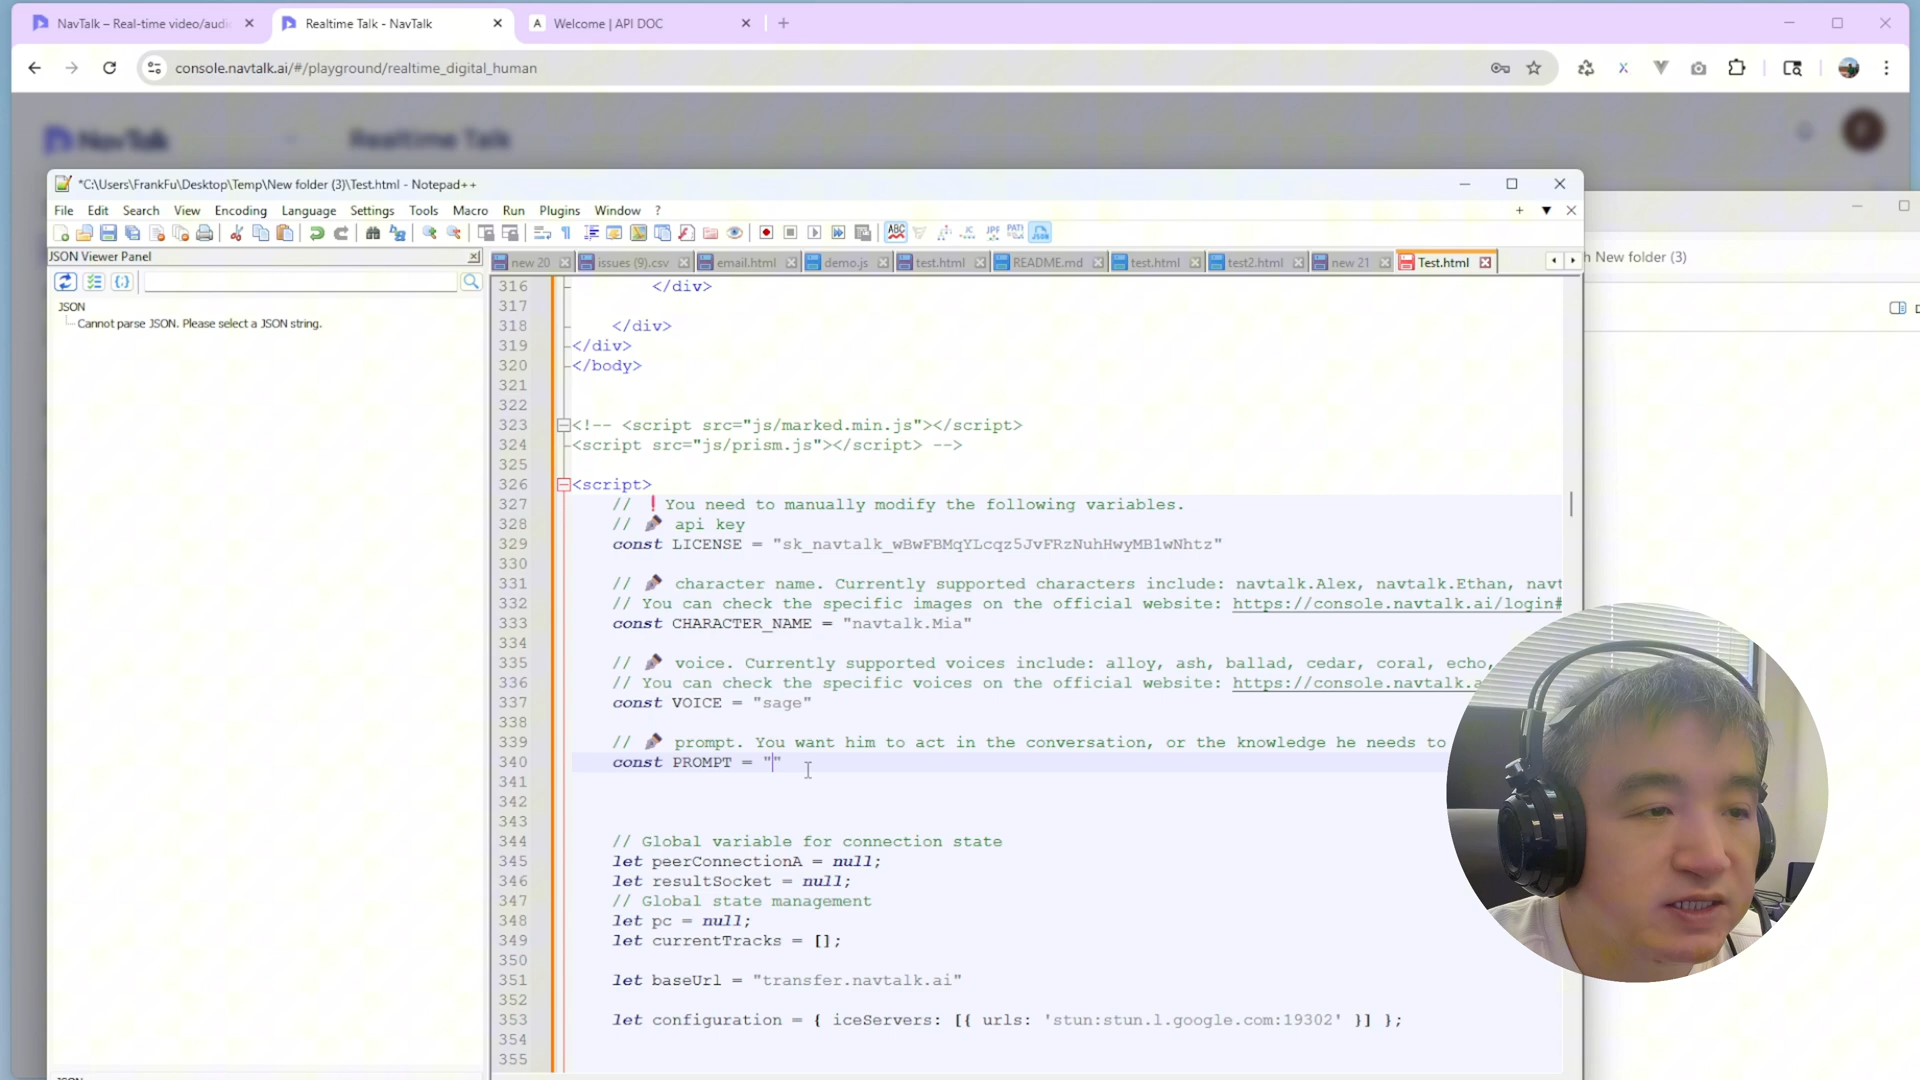 NavTalk – Real-time video/audi
Realtime Talk - NavTalk
Welcome | API DOC
console.navtalk.ai/#/playground/realtime_digital_human
NavTalk
Realtime Talk
*C:\Users\FrankFu\Desktop\Temp\New folder (3)\Test.html - Notepad++
File Edit Search View Encoding Language Settings Tools Macro Run Plugins Window ?
JSON Viewer Panel
new 20 issues (9).csv email.html demo.js test.html README.md test.html test2.html new 21 Test.html
h New folder (3)
JSON
Cannot parse JSON. Please select a JSON string.
316 </div>
317
318 </div>
319 </div>
320 </body>
321
322
323 <!-- <script src="js/marked.min.js"></script>
324 <script src="js/prism.js"></script> -->
325
326 <script>
327 // ❗You need to manually modify the following variables.
328 // api key
329 const LICENSE = "sk_navtalk_wBwFBMqYLcqz5JvFRzNuhHwyMB1wNhtz"
330
331 // character name. Currently supported characters include: navtalk.Alex, navtalk.Ethan, navt
332 // You can check the specific images on the official website: https://console.navtalk.ai/login#
333 const CHARACTER_NAME = "navtalk.Mia"
334
335 // voice. Currently supported voices include: alloy, ash, ballad, cedar, coral, echo,
336 // You can check the specific voices on the official website: https://console.navtalk.a
337 const VOICE = "sage"
338
339 // prompt. You want him to act in the conversation, or the knowledge he needs to
340 const PROMPT = ""
341
342
343
344 // Global variable for connection state
345 let peerConnectionA = null;
346 let resultSocket = null;
347 // Global state management
348 let pc = null;
349 let currentTracks = [];
350
351 let baseUrl = "transfer.navtalk.ai"
352
353 let configuration = { iceServers: [{ urls: 'stun:stun.l.google.com:19302' }] };
354
355